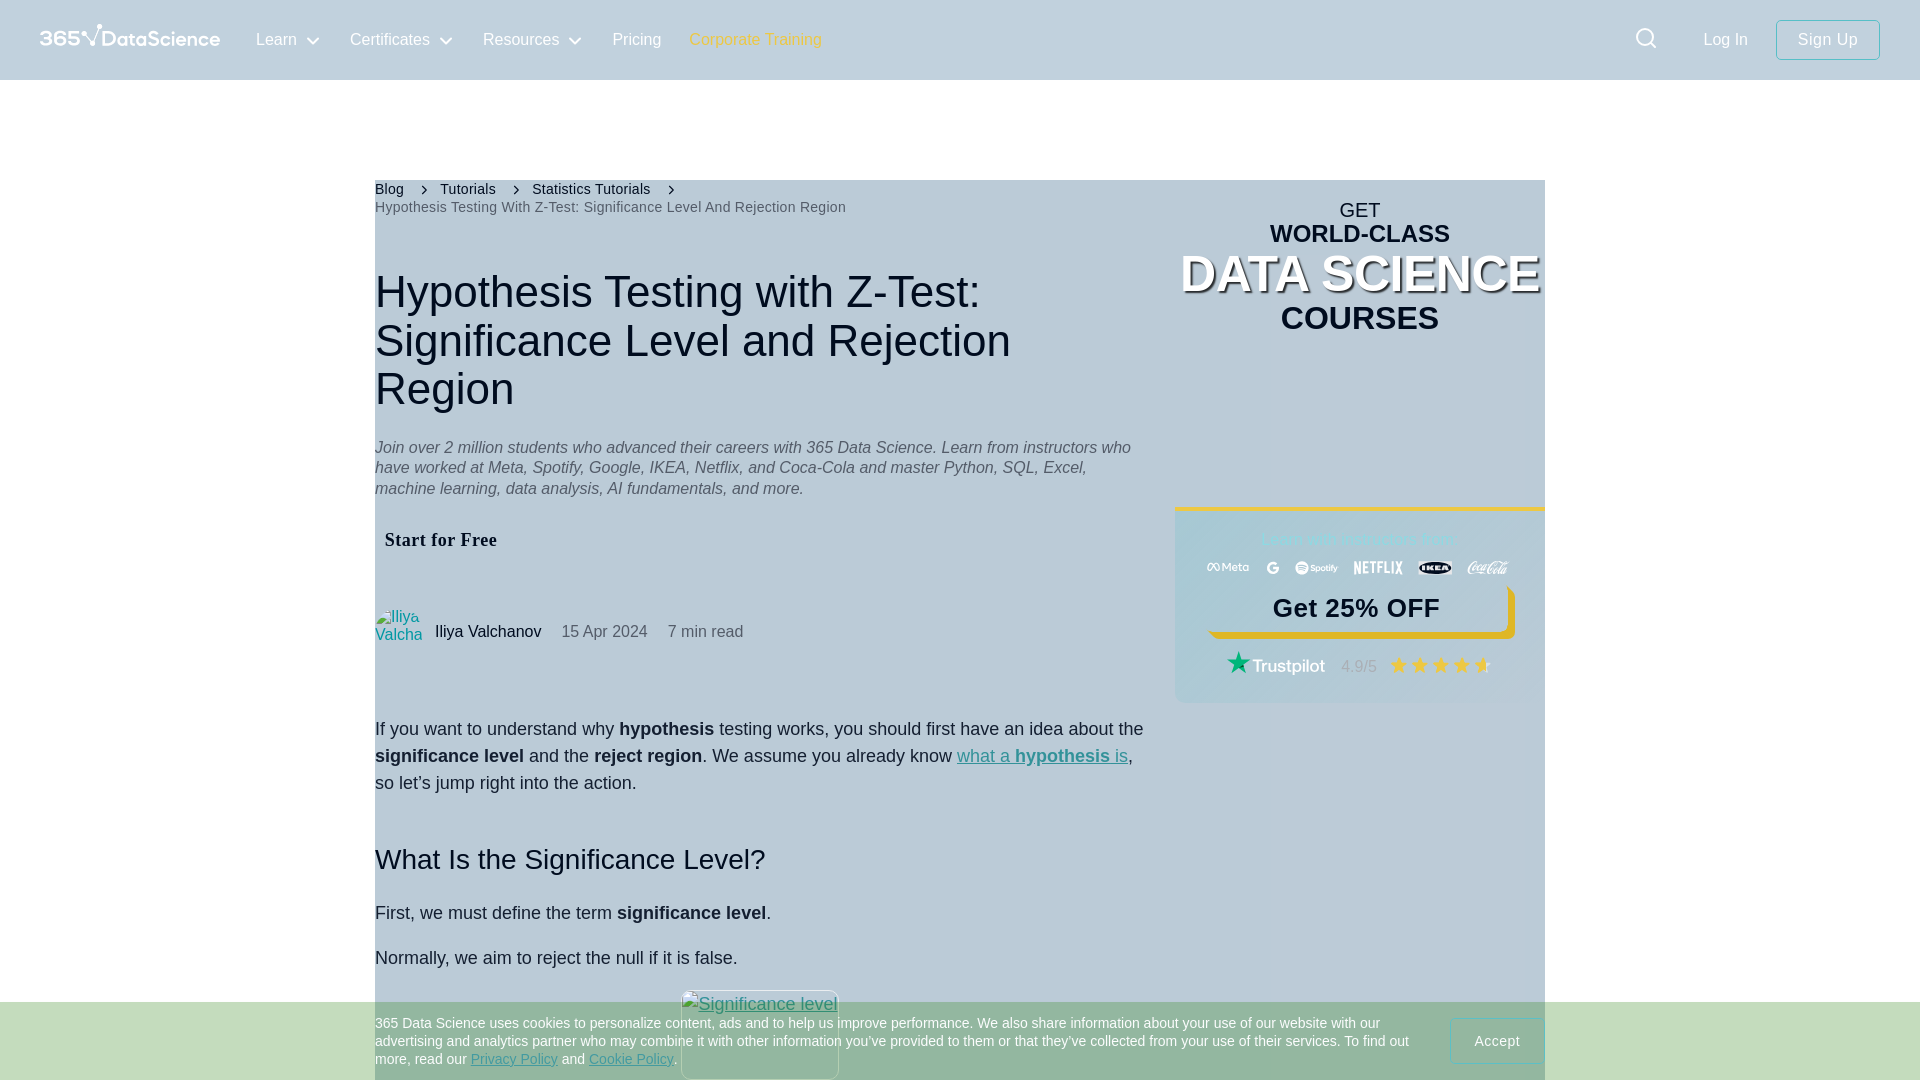 365 DataScience Learn Certificates Resources Pricing Corporate Training Log In Sign Up
Blog Tutorials Statistics Tutorials
Hypothesis Testing With Z-Test: Significance Level And Rejection Region
Hypothesis Testing with Z-Test:
Significance Level and Rejection
Region
Join over 2 million students who advanced their careers with 365 Data Science. Learn from instructors who
have worked at Meta, Spotify, Google, IKEA, Netflix, and Coca-Cola and master Python, SQL, Excel,
machine learning, data analysis, AI fundamentals, and more.
Start for Free
Iliya
Valcha
Iliya Valchanov 15 Apr 2024 7 min read
If you want to understand why hypothesis testing works, you should first have an idea about the
significance level and the reject region. We assume you already know what a hypothesis is,
so let’s jump right into the action.
What Is the Significance Level?
First, we must define the term significance level.
Normally, we aim to reject the null if it is false.
Significance level
GET
WORLD-CLASS
DATA SCIENCE
COURSES
Meta G Spotify NETFLIX IKEA Coca-Cola
Get 25% OFF
Trustpilot 4.9/5
365 Data Science uses cookies to personalize content, ads and to help us improve performance. We also share information about your use of our website with our
advertising and analytics partner who may combine it with other information you’ve provided to them or that they’ve collected from your use of their services. To find out
more, read our Privacy Policy and Cookie Policy.
Accept